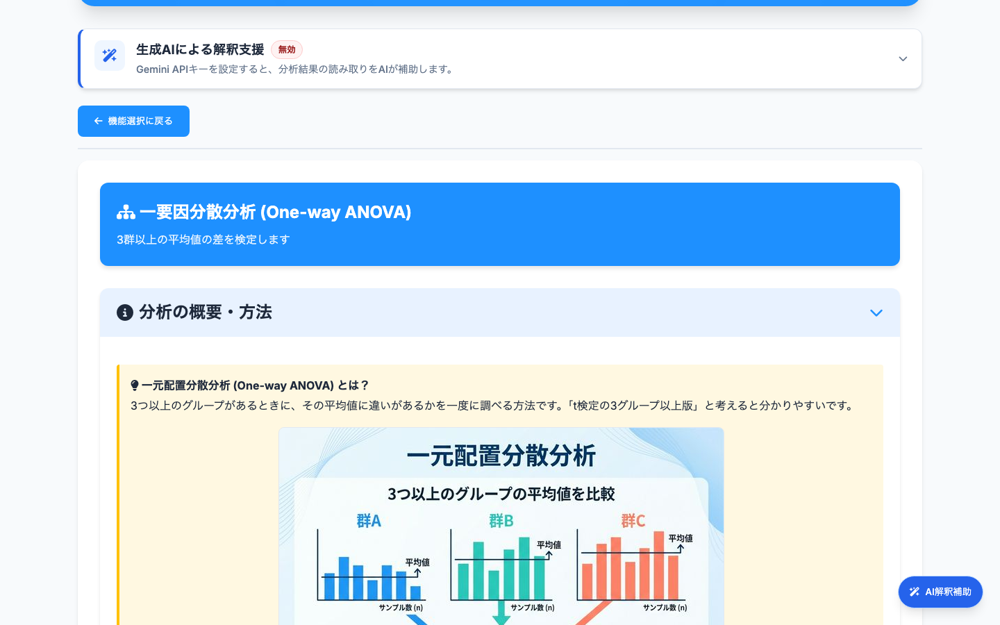 生成AIによる解釈支援 無効
Gemini APIキーを設定すると、分析結果の読み取りをAIが補助します。
機能選択に戻る
一要因分散分析 (One-way ANOVA)
3群以上の平均値の差を検定します
分析の概要・方法
一元配置分散分析 (One-way ANOVA) とは？
3つ以上のグループがあるときに、その平均値に違いがあるかを一度に調べる方法です。「t検定の3グループ以上版」と考えると分かりやすいです。
一元配置分散分析
3つ以上のグループの平均値を比較
群A 群B 群C
平均値 平均値 平均値
サンプル数 (n) サンプル数 (n) サンプル数 (n)
AI解釈補助